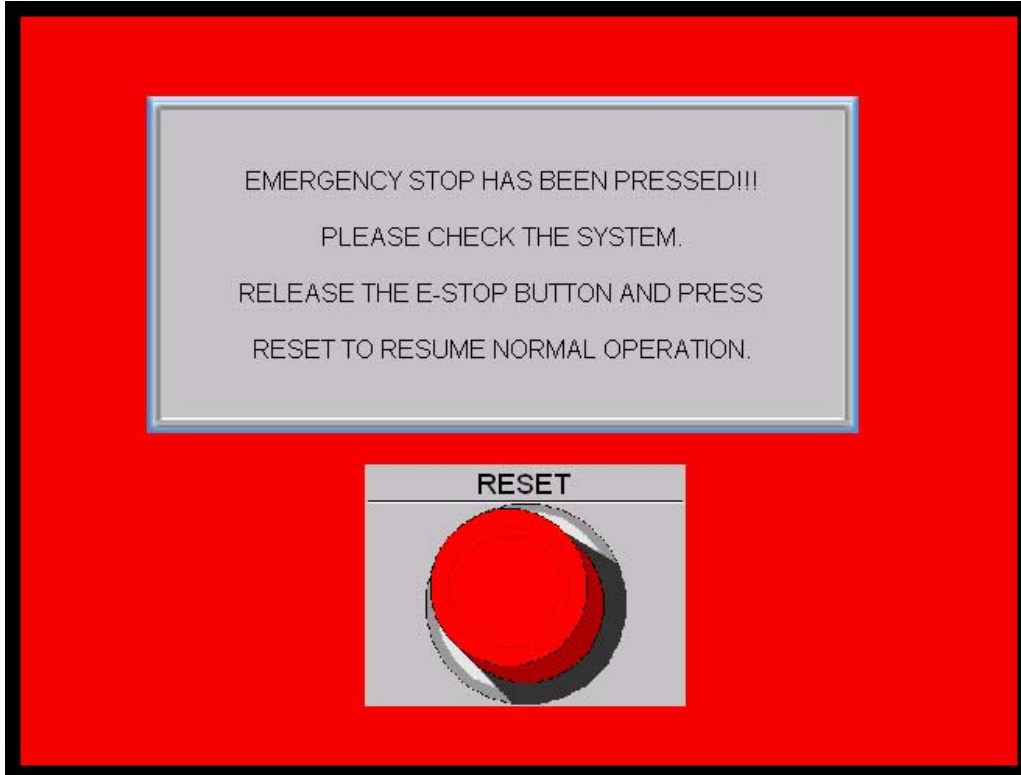 EMERGENCY STOP HAS BEEN PRESSED!!!
PLEASE CHECK THE SYSTEM.
RELEASE THE E-STOP BUTTON AND PRESS
RESET TO RESUME NORMAL OPERATION.
RESET